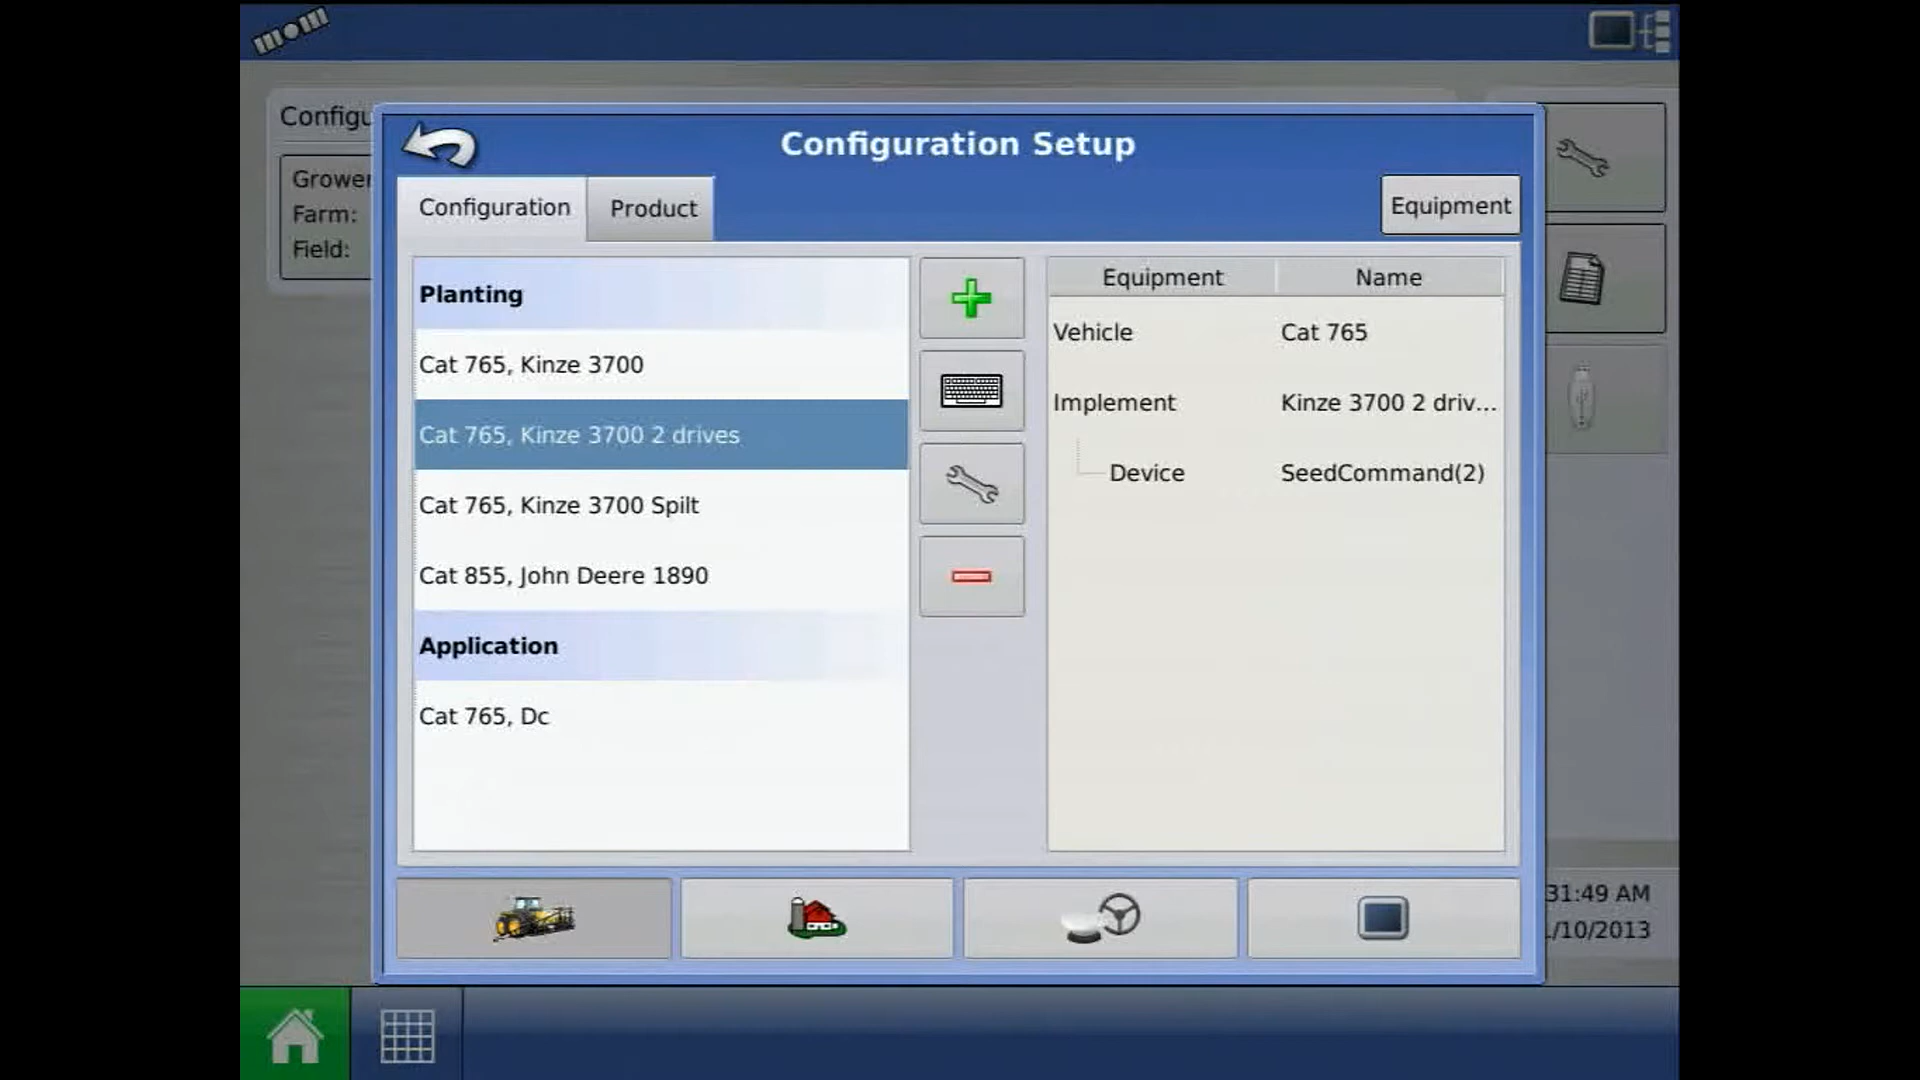 Configu
Grower
Farm:
Field:
Configuration Setup
Configuration
Product
Equipment
Planting
Cat 765, Kinze 3700
Cat 765, Kinze 3700 2 drives
Cat 765, Kinze 3700 Spilt
Cat 855, John Deere 1890
Application
Cat 765, Dc
Equipment Name
Vehicle Cat 765
Implement Kinze 3700 2 driv...
Device SeedCommand(2)
31:49 AM
/10/2013